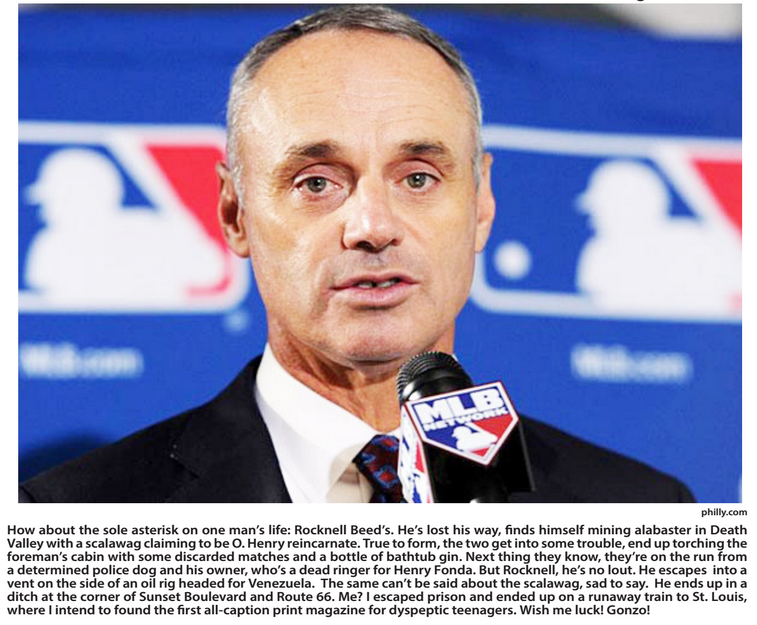 MLB.com
MLB.com
MLB
NETWORK
philly.com
How about the sole asterisk on one man's life: Rocknell Beed's. He's lost his way, finds himself mining alabaster in Death
Valley with a scalawag claiming to be O. Henry reincarnate. True to form, the two get into some trouble, end up torching the
foreman's cabin with some discarded matches and a bottle of bathtub gin. Next thing they know, they're on the run from
a determined police dog and his owner, who's a dead ringer for Henry Fonda. But Rocknell, he's no lout. He escapes into a
vent on the side of an oil rig headed for Venezuela. The same can't be said about the scalawag, sad to say. He ends up in a
ditch at the corner of Sunset Boulevard and Route 66. Me? I escaped prison and ended up on a runaway train to St. Louis,
where I intend to found the first all-caption print magazine for dyspeptic teenagers. Wish me luck! Gonzo!